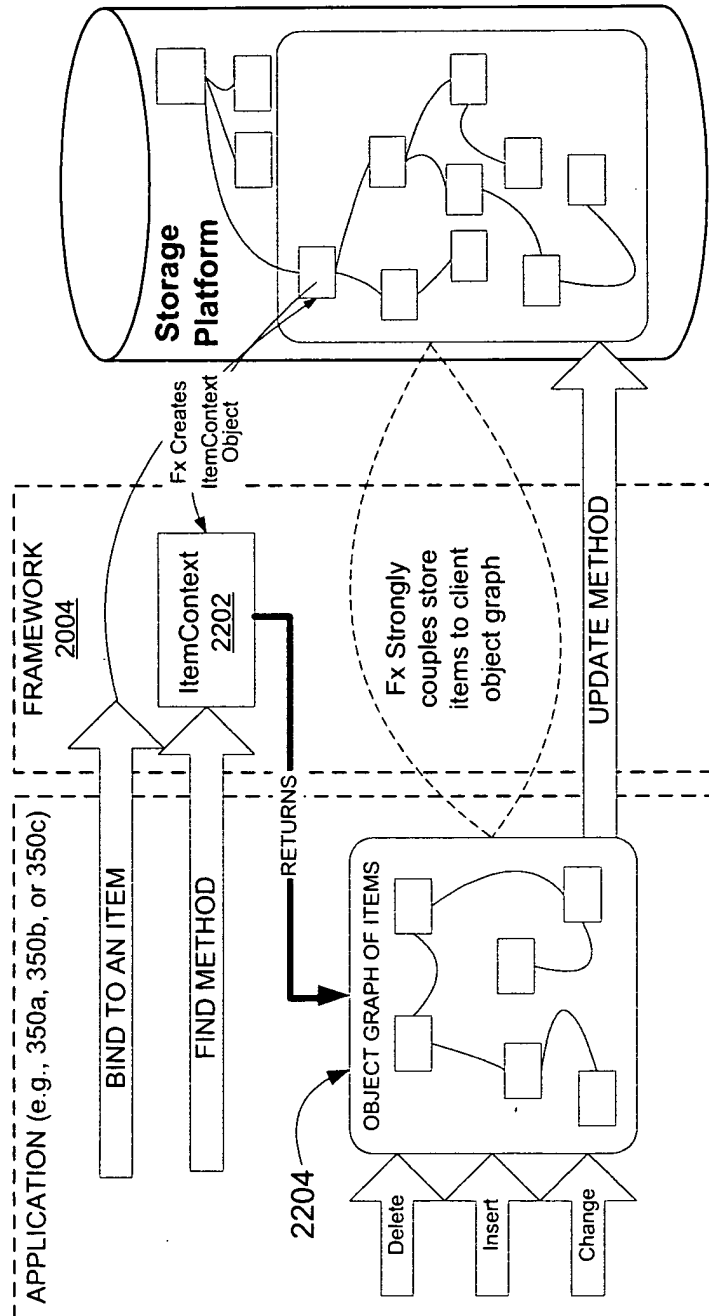 APPLICATION (e.g., 350a, 350b, or 350c)
FRAMEWORK
2004
BIND TO AN ITEM
FIND METHOD
ItemContext
2202
Fx Creates
ItemContext
Object
Storage
Platform
RETURNS
2204
OBJECT GRAPH OF ITEMS
Fx Strongly
couples store
items to client
object graph
Delete
Insert
Change
UPDATE METHOD